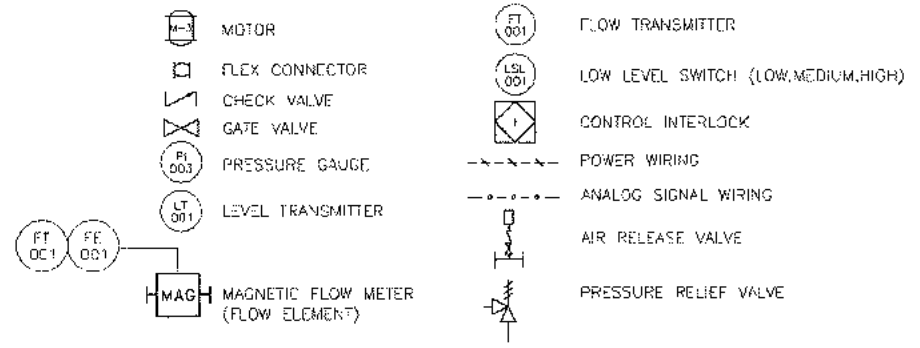 M-3 MOTOR
FLEX CONNECTOR
CHECK VALVE
GATE VALVE
PI
003
PRESSURE GAUGE
LT
001
LEVEL TRANSMITTER
FT
001
FE
001
MAG
MAGNETIC FLOW METER
(FLOW ELEMENT)
FT
001
FLOW TRANSMITTER
LSL
001
LOW LEVEL SWITCH (LOW,MEDIUM,HIGH)
I
CONTROL INTERLOCK
POWER WIRING
ANALOG SIGNAL WIRING
AIR RELEASE VALVE
PRESSURE RELIEF VALVE